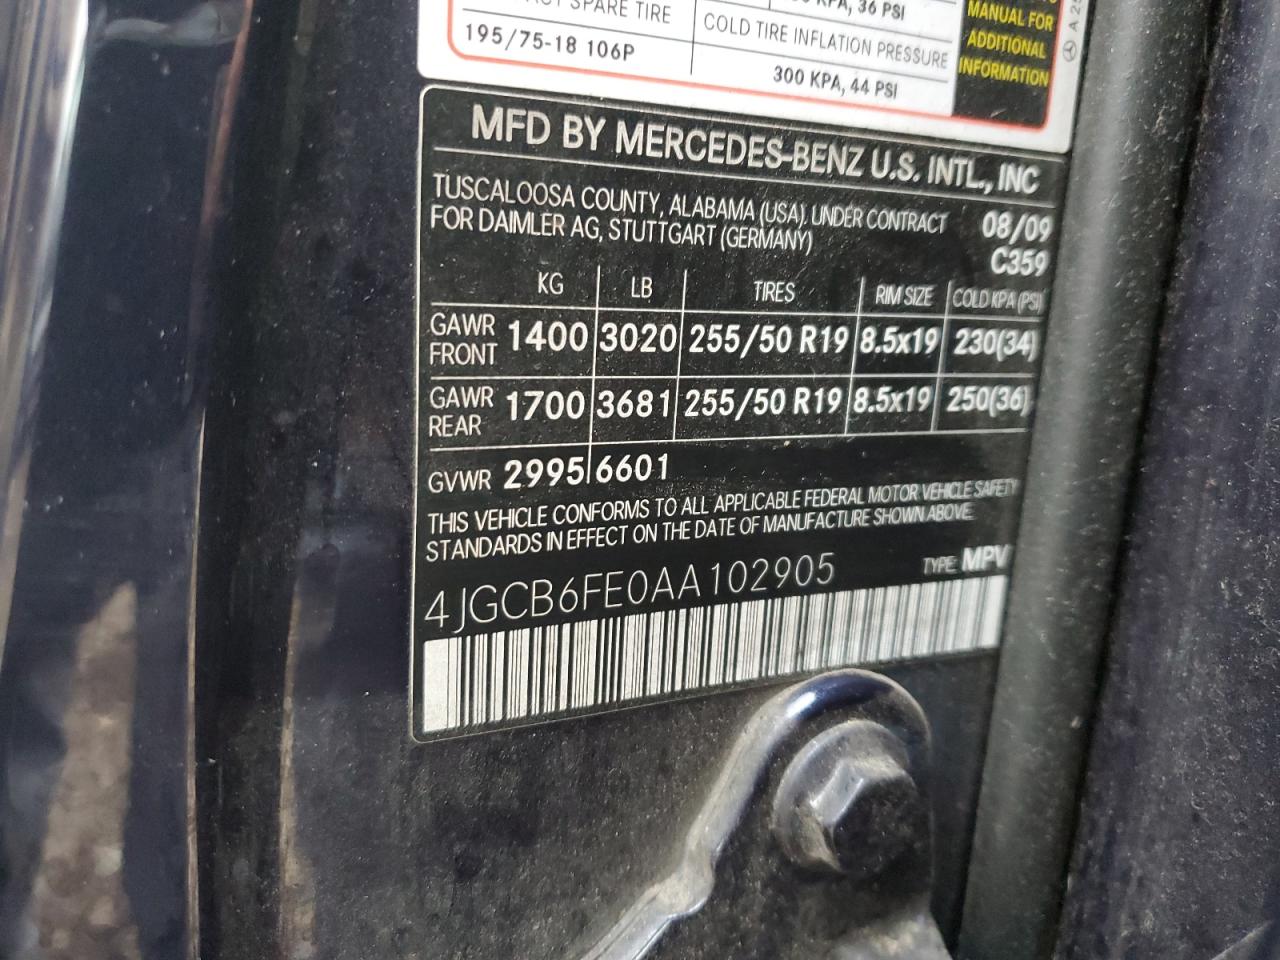 KPA, 36 PSI
SPARE TIRE
COLD TIRE INFLATION PRESSURE
195/75-18 106P
300 KPA, 44 PSI
MANUAL FOR
ADDITIONAL
INFORMATION
MFD BY MERCEDES-BENZ U.S. INTL., INC
TUSCALOOSA COUNTY, ALABAMA (USA), UNDER CONTRACT
FOR DAIMLER AG, STUTTGART (GERMANY)
08/09
C359
KG LB TIRES RIM SIZE COLD KPA (PSI)
GAWR FRONT 1400 3020 255/50 R19 8.5x19 230(34)
GAWR REAR 1700 3681 255/50 R19 8.5x19 250(36)
GVWR 2995 6601
THIS VEHICLE CONFORMS TO ALL APPLICABLE FEDERAL MOTOR VEHICLE SAFETY
STANDARDS IN EFFECT ON THE DATE OF MANUFACTURE SHOWN ABOVE.
4JGCB6FE0AA102905 TYPE: MPV